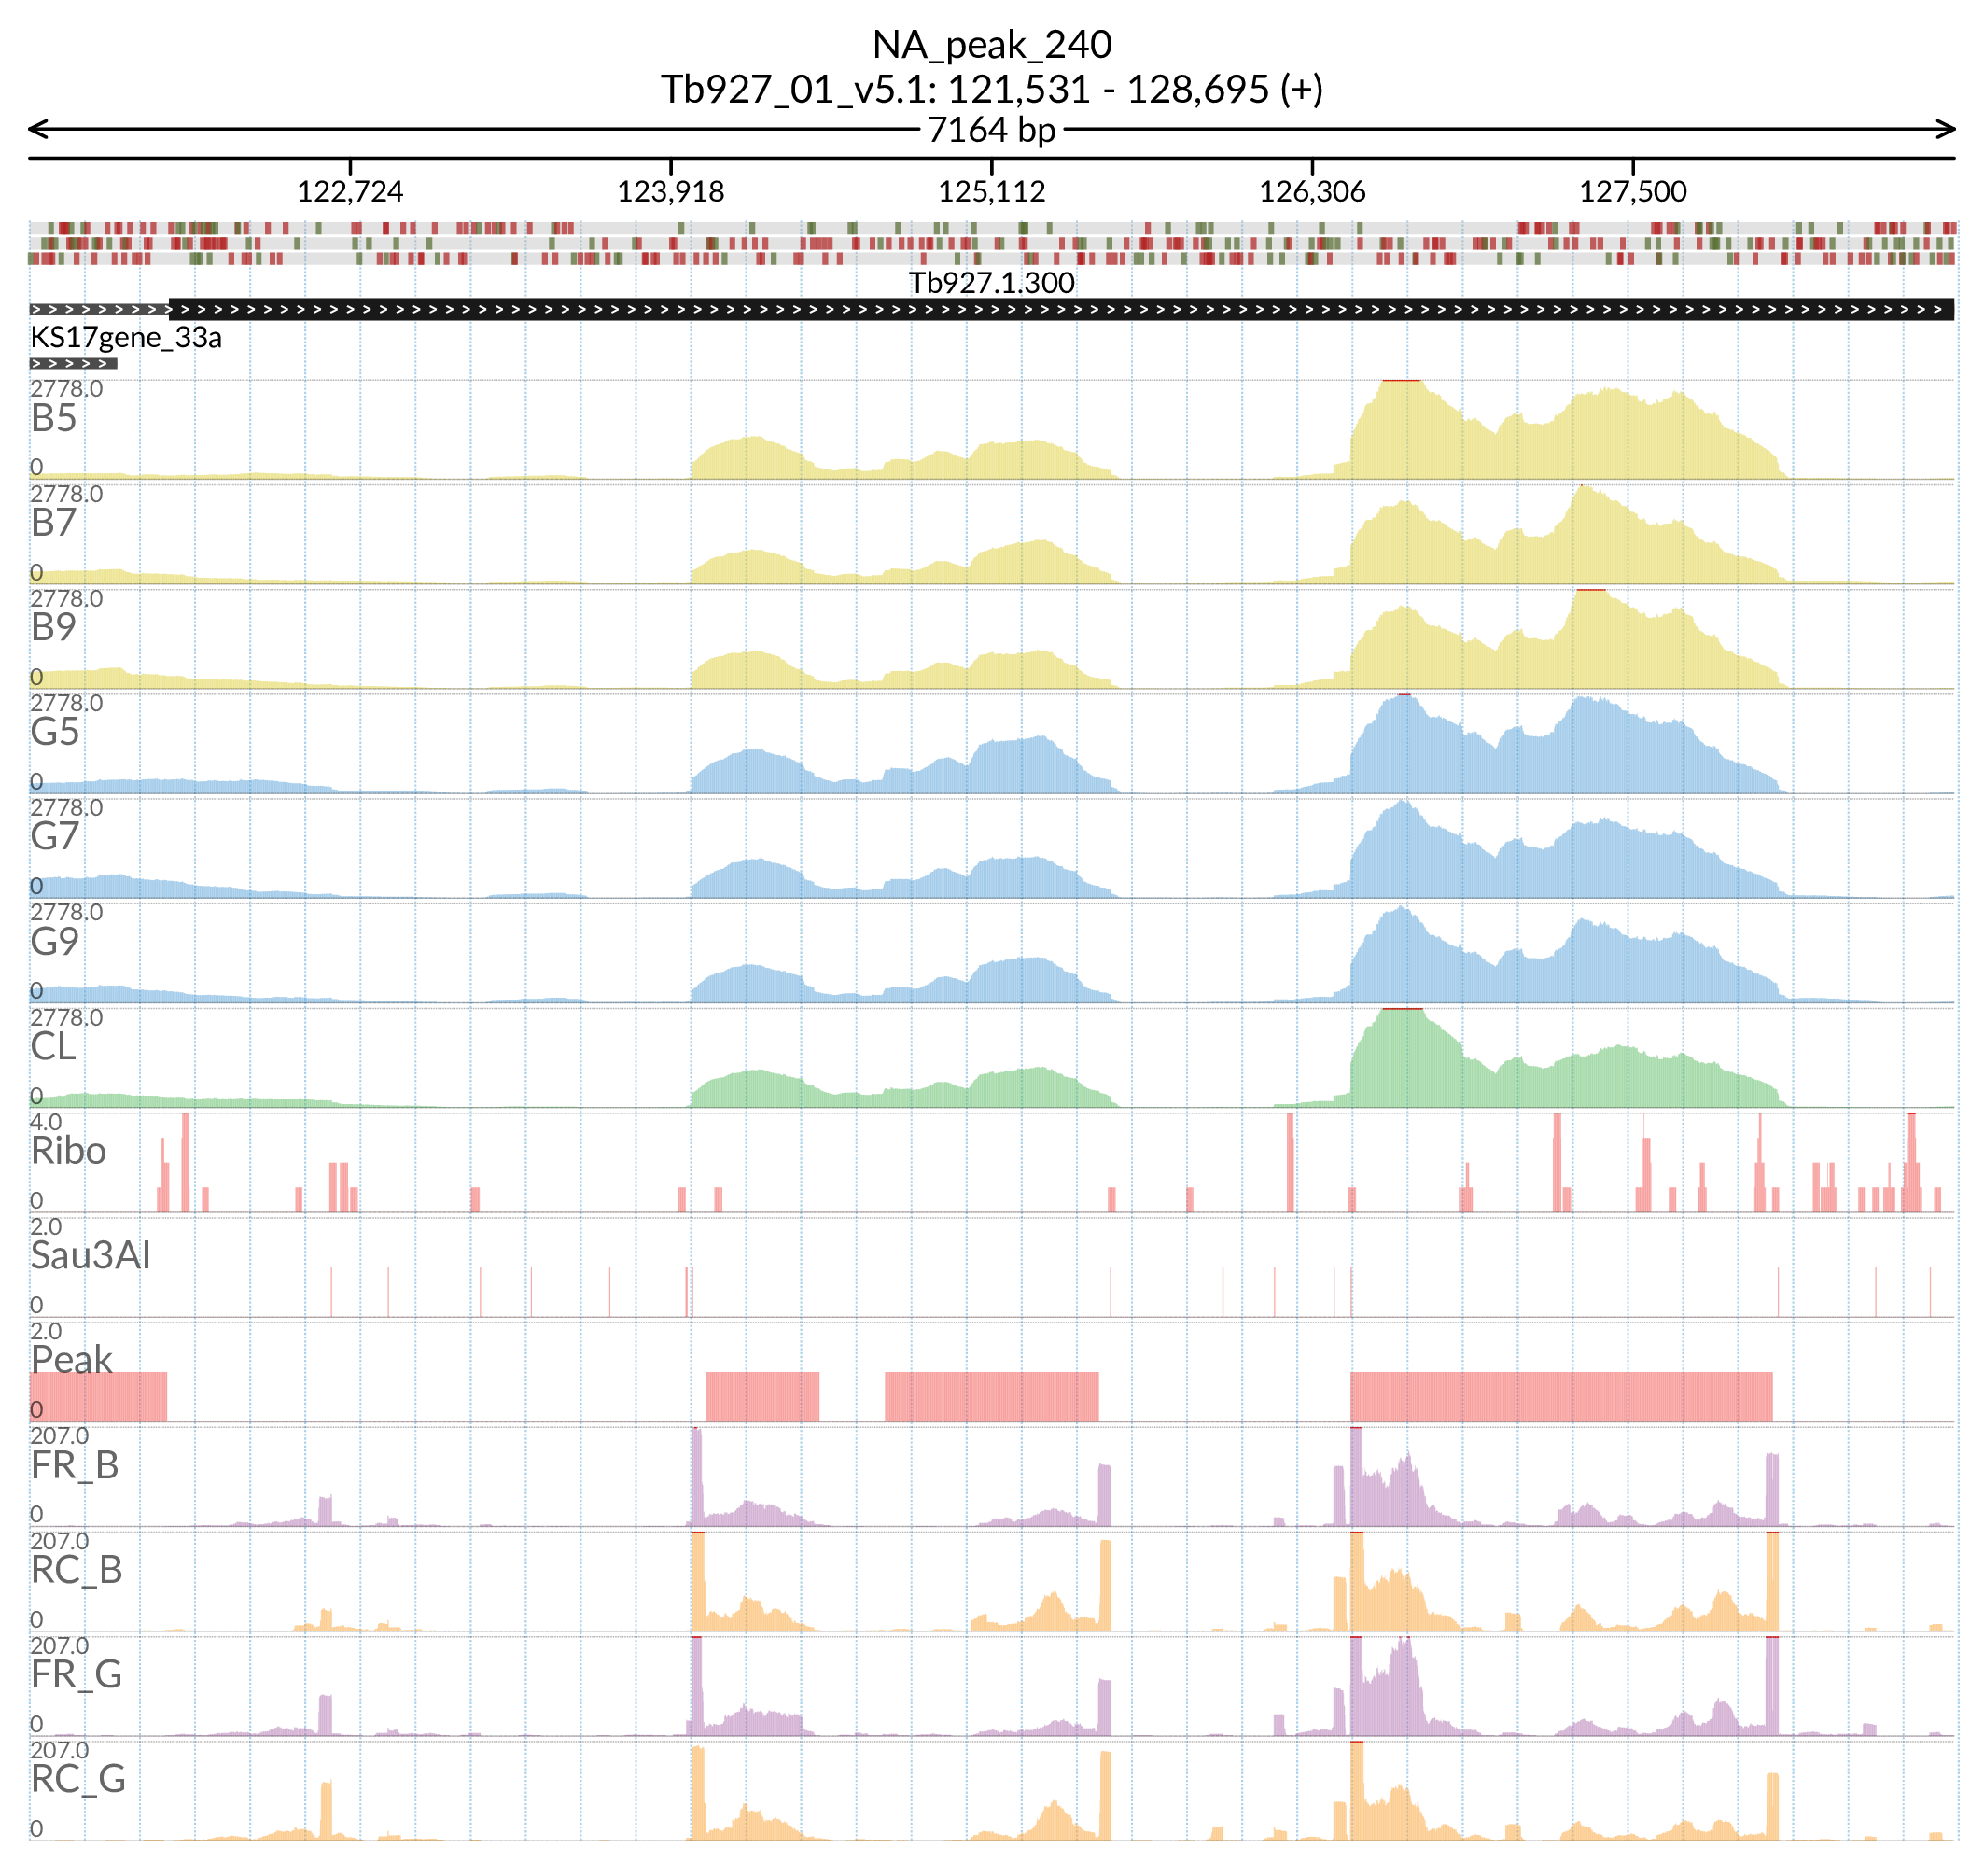 NA_peak_240
Tb927_01_v5.1: 121,531 - 128,695 (+)
7164 bp
122,724 123,918 125,112 126,306 127,500
Tb927.1.300
KS17gene_33a
2778.0
B5
0
2778.0
B7
0
2778.0
B9
0
2778.0
G5
0
2778.0
G7
0
2778.0
G9
0
2778.0
CL
0
4.0
Ribo
0
2.0
Sau3AI
0
2.0
Peak
0
207.0
FR_B
0
207.0
RC_B
0
207.0
FR_G
0
207.0
RC_G
0